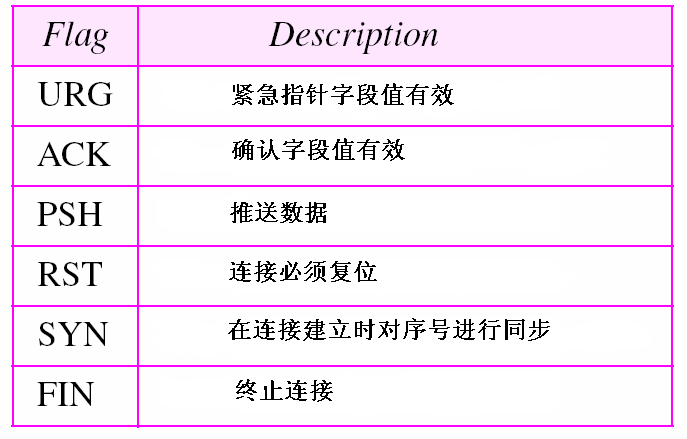 Flag Description
URG 紧急指针字段值有效
ACK 确认字段值有效
PSH 推送数据
RST 连接必须复位
SYN 在连接建立时对序号进行同步
FIN 终止连接